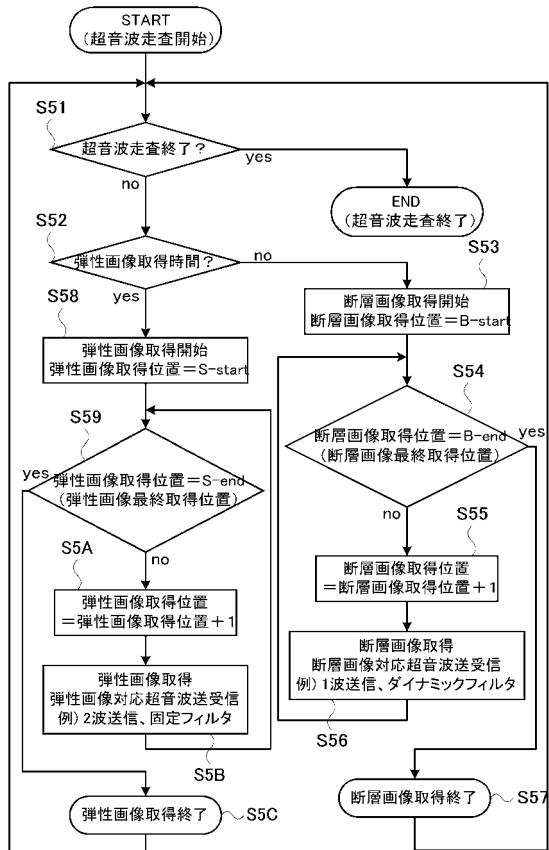 START
(超音波走査開始)
S51
超音波走査終了？
yes
no
END
(超音波走査終了)
S52
弾性画像取得時間？
no
yes
S53
断層画像取得開始
断層画像取得位置＝B-start
S58
弾性画像取得開始
弾性画像取得位置＝S-start
S54
断層画像取得位置＝B-end
(断層画像最終取得位置)
yes
no
S59
yes
弾性画像取得位置＝S-end
(弾性画像最終取得位置)
no
S55
断層画像取得位置
＝断層画像取得位置＋1
S5A
弾性画像取得位置
＝弾性画像取得位置＋1
断層画像取得
断層画像対応超音波送受信
例）1波送信、ダイナミックフィルタ
S56
弾性画像取得
弾性画像対応超音波送受信
例）2波送信、固定フィルタ
S5B
弾性画像取得終了
S5C
断層画像取得終了
S57